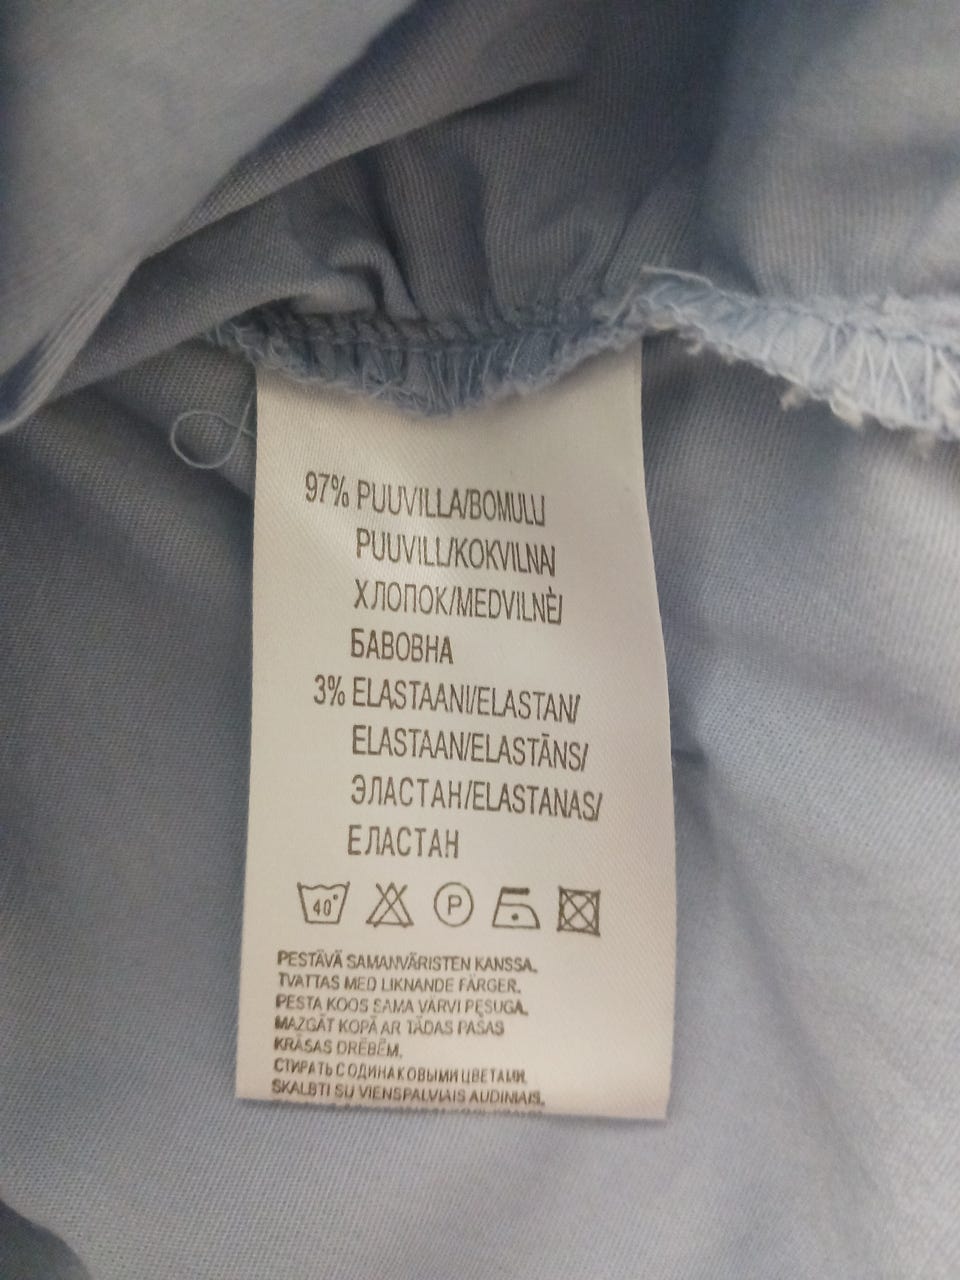 97% PUUVILLA/BOMULL/
PUUVILL/KOKVILNA/
ХЛОПОК/MEDVILNĖ/
БАВОВНА
3% ELASTAANI/ELASTAN/
ELASTAAN/ELASTĀNS/
ЭЛАСТАН/ELASTANAS/
ЕЛАСТАН
40° P
PESTÄVÄ SAMANVÄRISTEN KANSSA.
TVATTAS MED LIKNANDE FÄRGER.
PESTA KOOS SAMA VÄRVI PESUGA.
MAZGĀT KOPĀ AR TĀDAS PAŠAS
KRĀSAS DRĒBĒM.
СТИРАТЬ С ОДИНАКОВЫМИ ЦВЕТАМИ.
SKALBTI SU VIENSPALVIAIS AUDINIAIS.